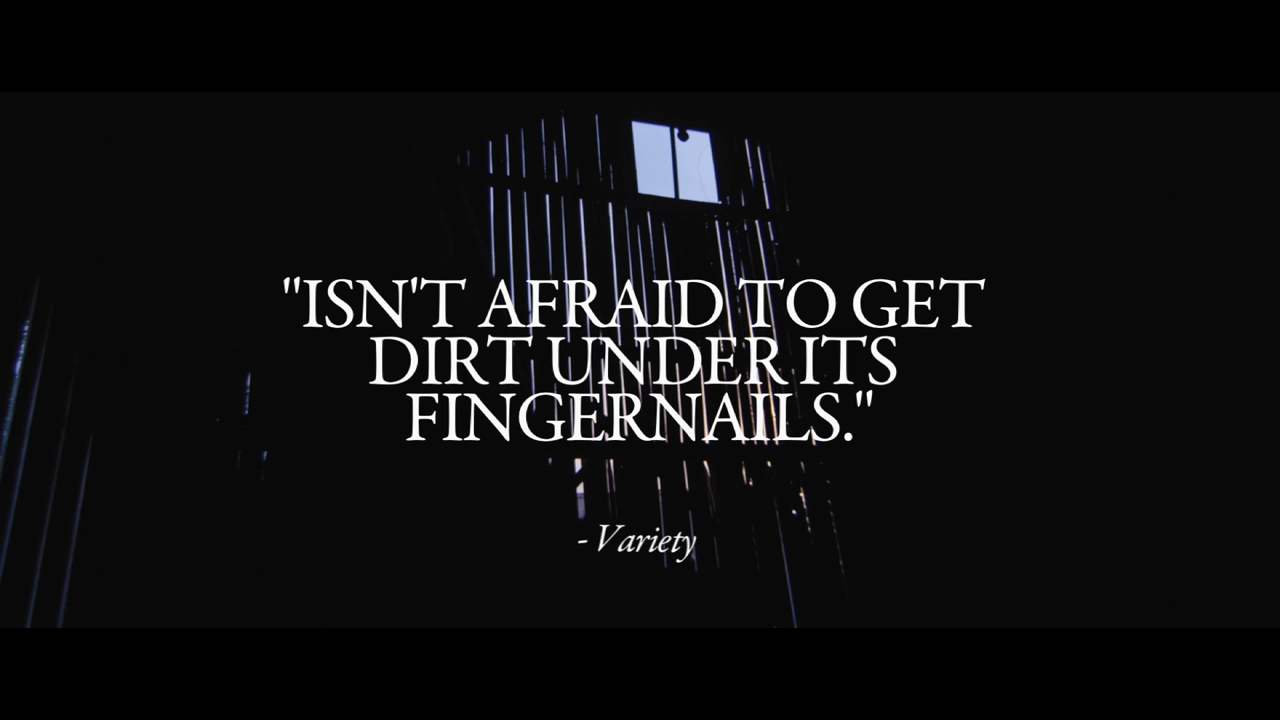 "ISN'T AFRAID TO GET
DIRT UNDER ITS
FINGERNAILS."
- Variety